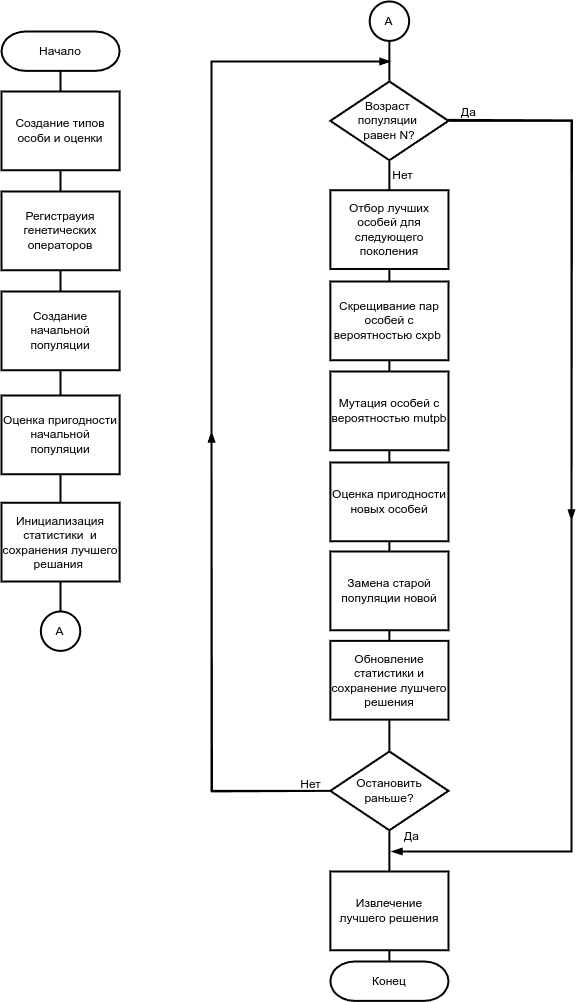 Начало
Создание типов
особи и оценки
Регистрауия
генетических
операторов
Создание
начальной
популяции
Оценка пригодности
начальной
популяции
Инициализация
статистики и
сохранения лучшего
решания
А
А
Возраст
популяции
равен N?
Да
Нет
Отбор лучших
особей для
следующего
поколения
Скрещивание пар
особей с
вероятностью cxpb
Мутация особей с
вероятностью mutpb
Оценка пригодности
новых особей
Замена старой
популяции новой
Обновление
статистики и
сохранение лушчего
решения
Остановить
раньше?
Нет
Да
Извлечение
лучшего решения
Конец